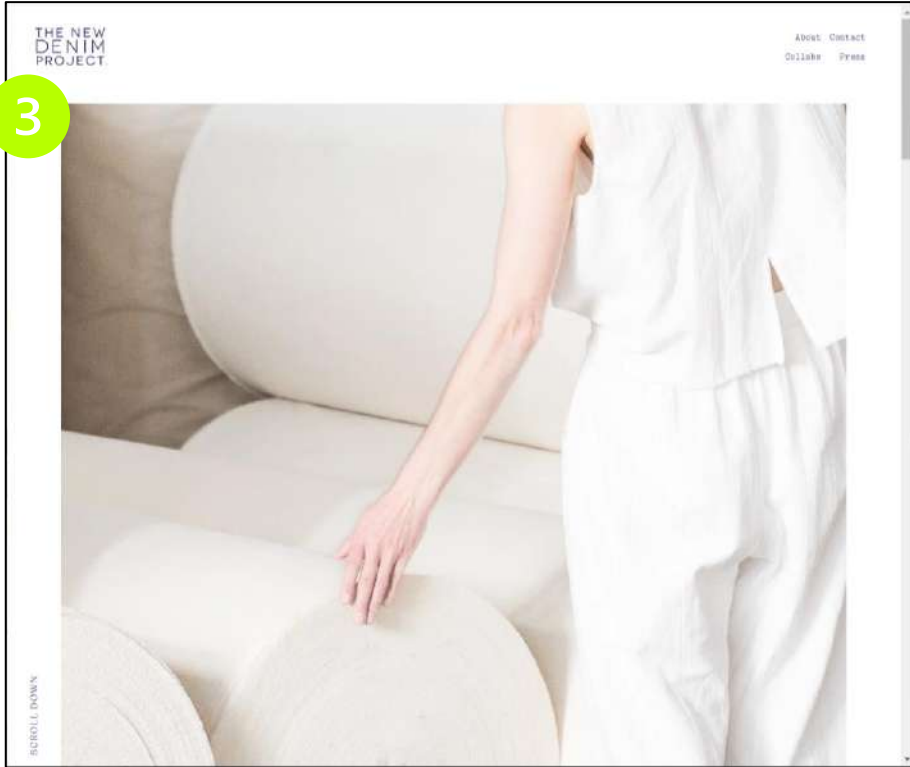 THE NEW
DENIM
PROJECT
About Contact
Collabs Press
3
SCROLL DOWN